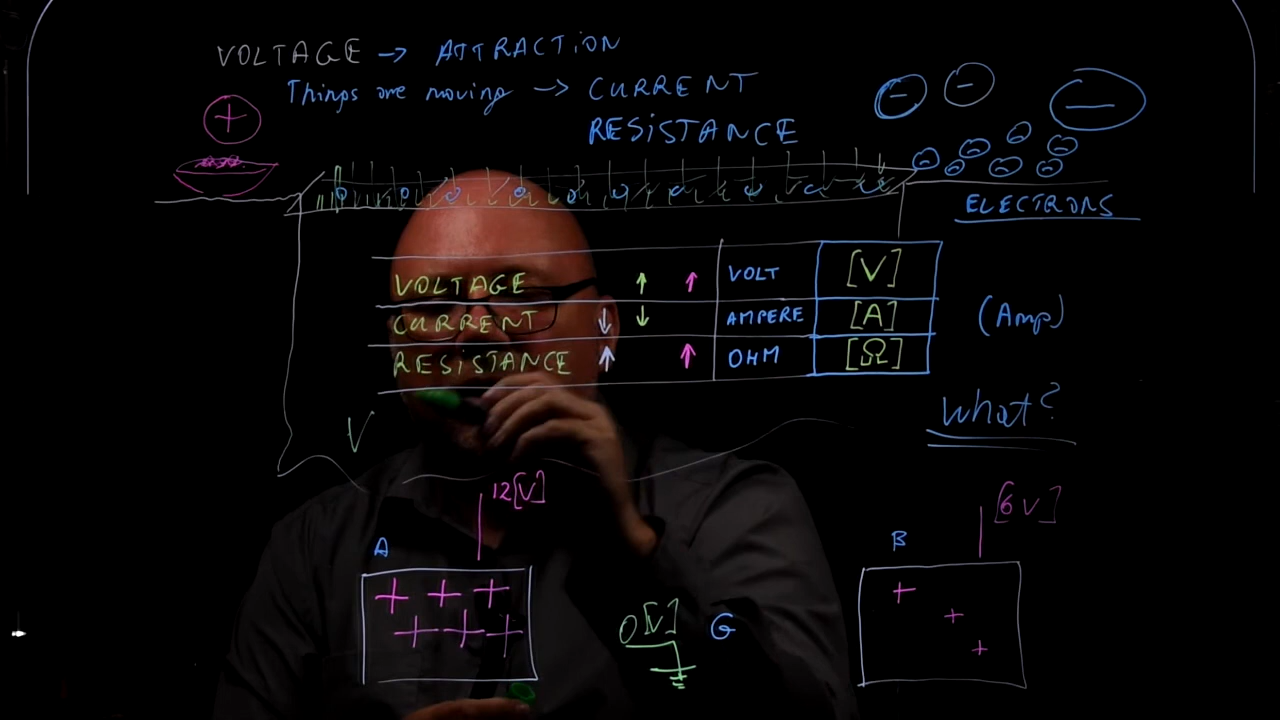 VOLTAGE → ATTRACTION
Things are moving → CURRENT
RESISTANCE
+
− − −
− − − − − − −
ELECTRONS
VOLTAGE ↑ ↑ VOLT [V]
CURRENT ↓ ↓ AMPERE [A] (Amp)
RESISTANCE ↑ ↑ OHM [Ω]
What?
V
12[V] [6V]
A B
+ + + + + +
0[V] G
+ + +